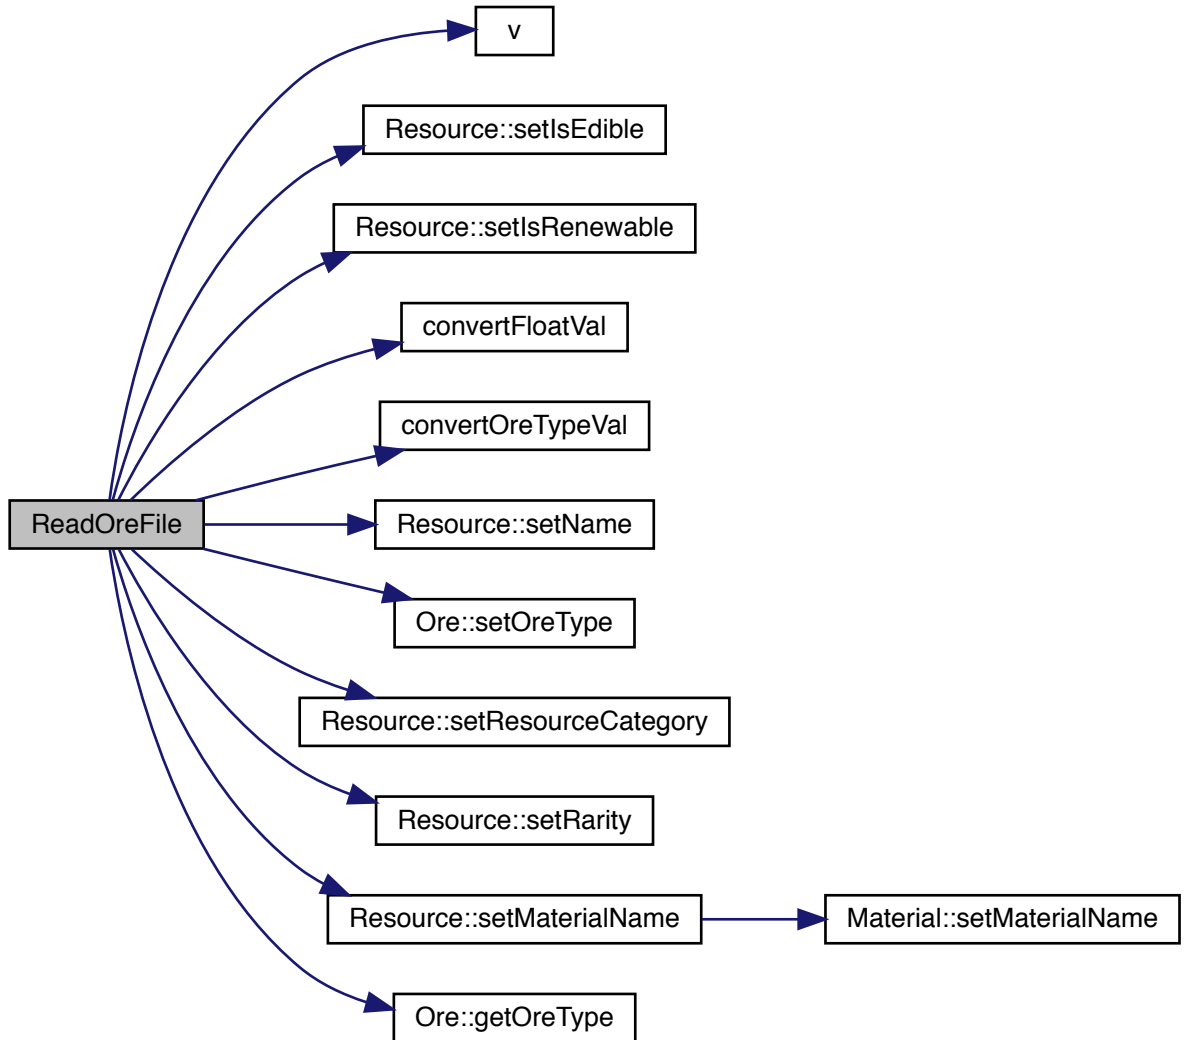 v
Resource::setIsEdible
Resource::setIsRenewable
convertFloatVal
convertOreTypeVal
ReadOreFile
Resource::setName
Ore::setOreType
Resource::setResourceCategory
Resource::setRarity
Resource::setMaterialName
Material::setMaterialName
Ore::getOreType